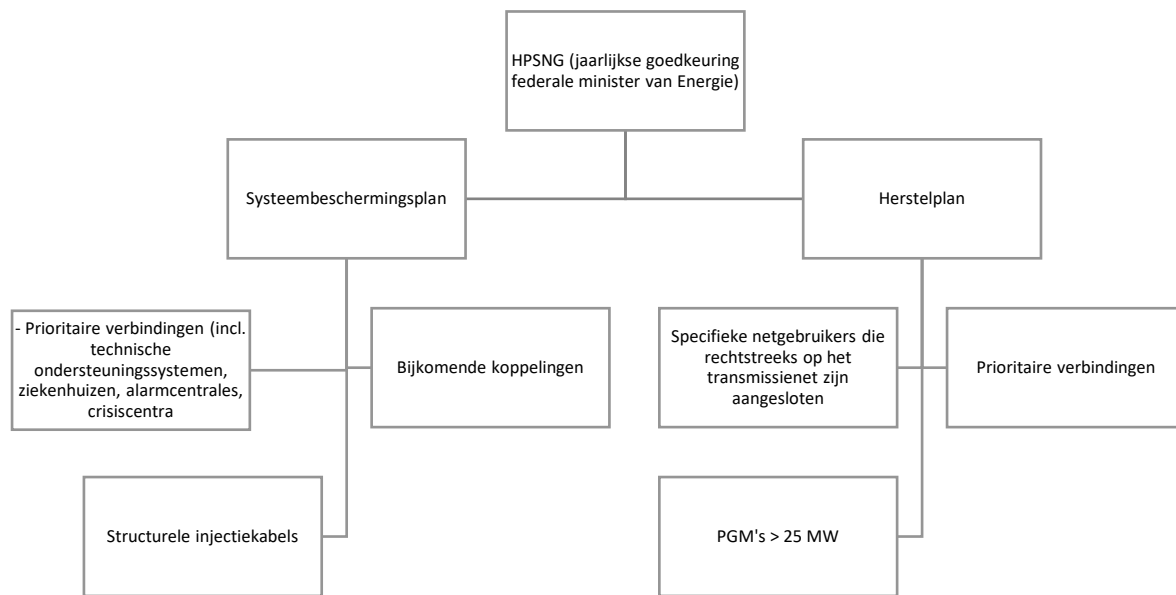 HPSNG (jaarlijkse goedkeuring
federale minister van Energie)
Systeembeschermingsplan
Herstelplan
- Prioritaire verbindingen (incl.
technische
ondersteuningssystemen,
ziekenhuizen, alarmcentrales,
crisiscentra
Bijkomende koppelingen
Specifieke netgebruikers die
rechtstreeks op het
transmissienet zijn
aangesloten
Prioritaire verbindingen
Structurele injectiekabels
PGM's > 25 MW